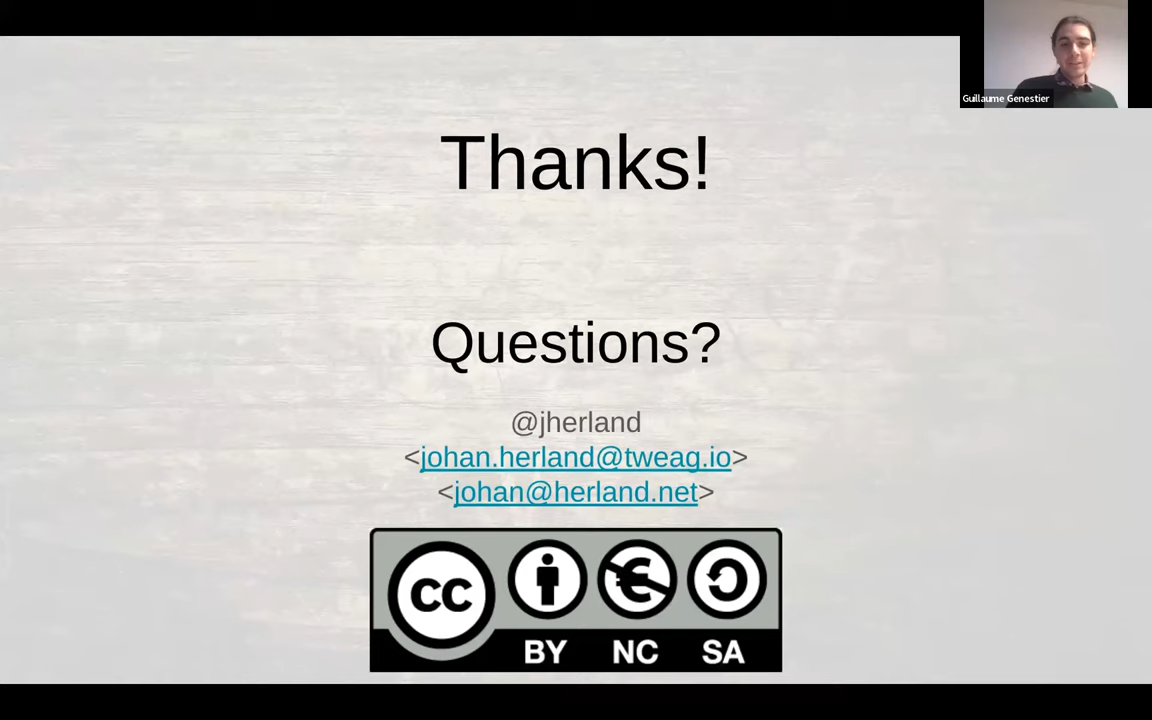 Guillaume Genestier
Thanks!
Questions?
@jherland
<johan.herland@tweag.io>
<johan@herland.net>
CC
BY NC SA